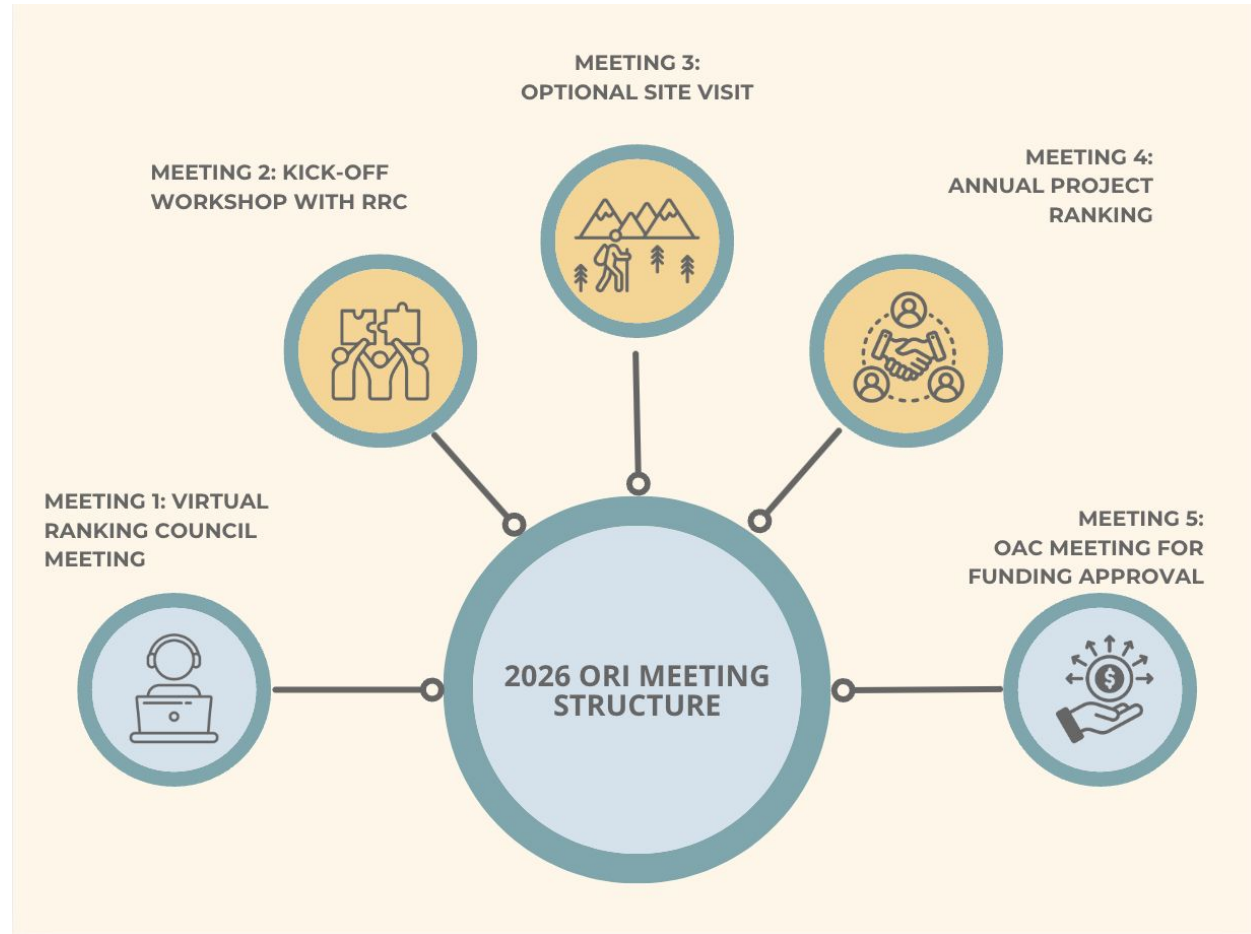 MEETING 3:
OPTIONAL SITE VISIT
MEETING 2: KICK-OFF
WORKSHOP WITH RRC
MEETING 4:
ANNUAL PROJECT
RANKING
MEETING 1: VIRTUAL
RANKING COUNCIL
MEETING
MEETING 5:
OAC MEETING FOR
FUNDING APPROVAL
$
2026 ORI MEETING
STRUCTURE